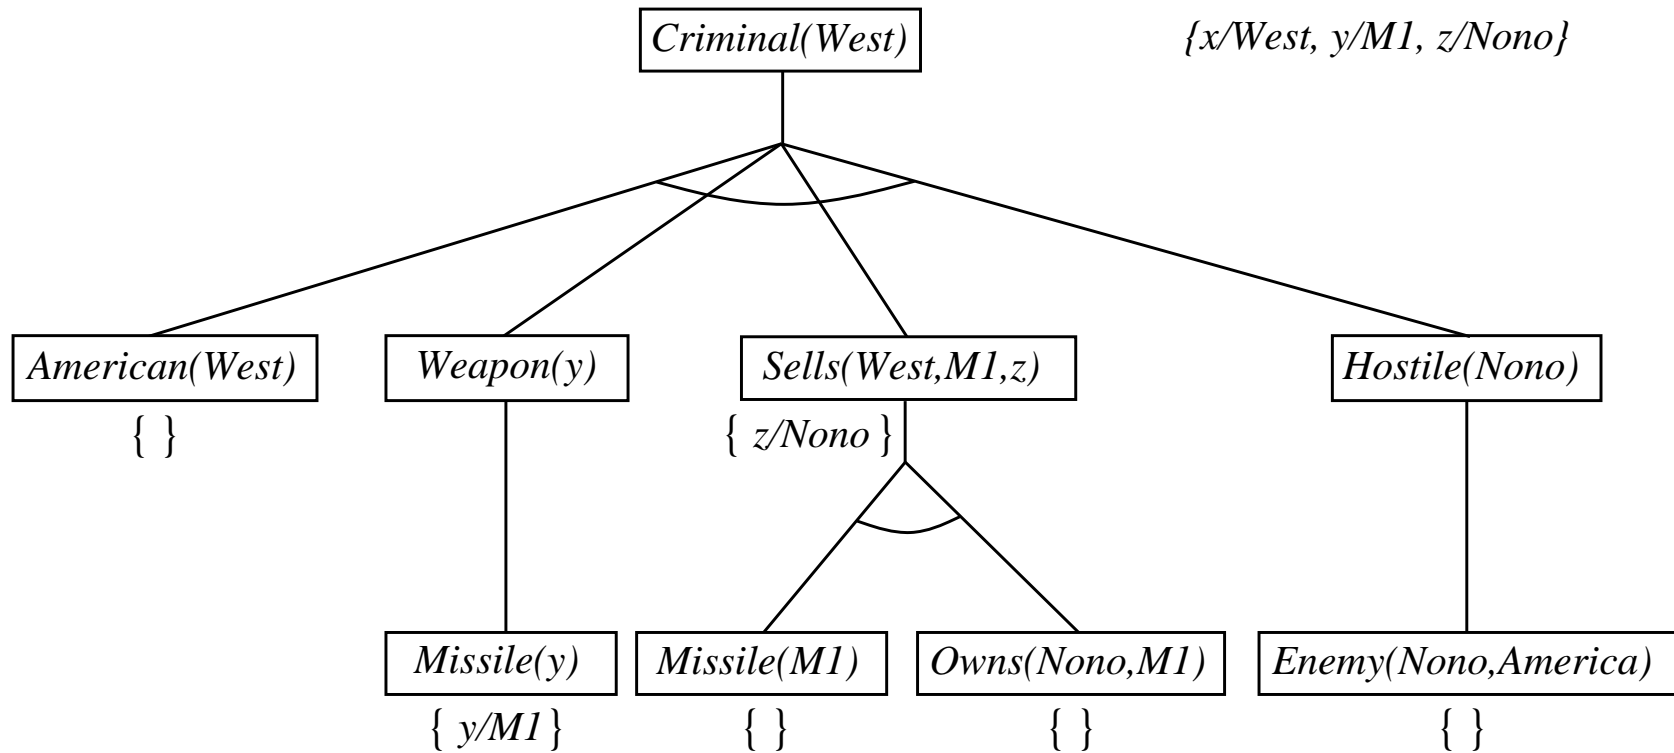 Criminal(West)
{x/West, y/M1, z/Nono}
American(West)
Weapon(y)
Sells(West,M1,z)
Hostile(Nono)
{ }
{ z/Nono }
Missile(y)
Missile(M1)
Owns(Nono,M1)
Enemy(Nono,America)
{ y/M1 }
{ }
{ }
{ }